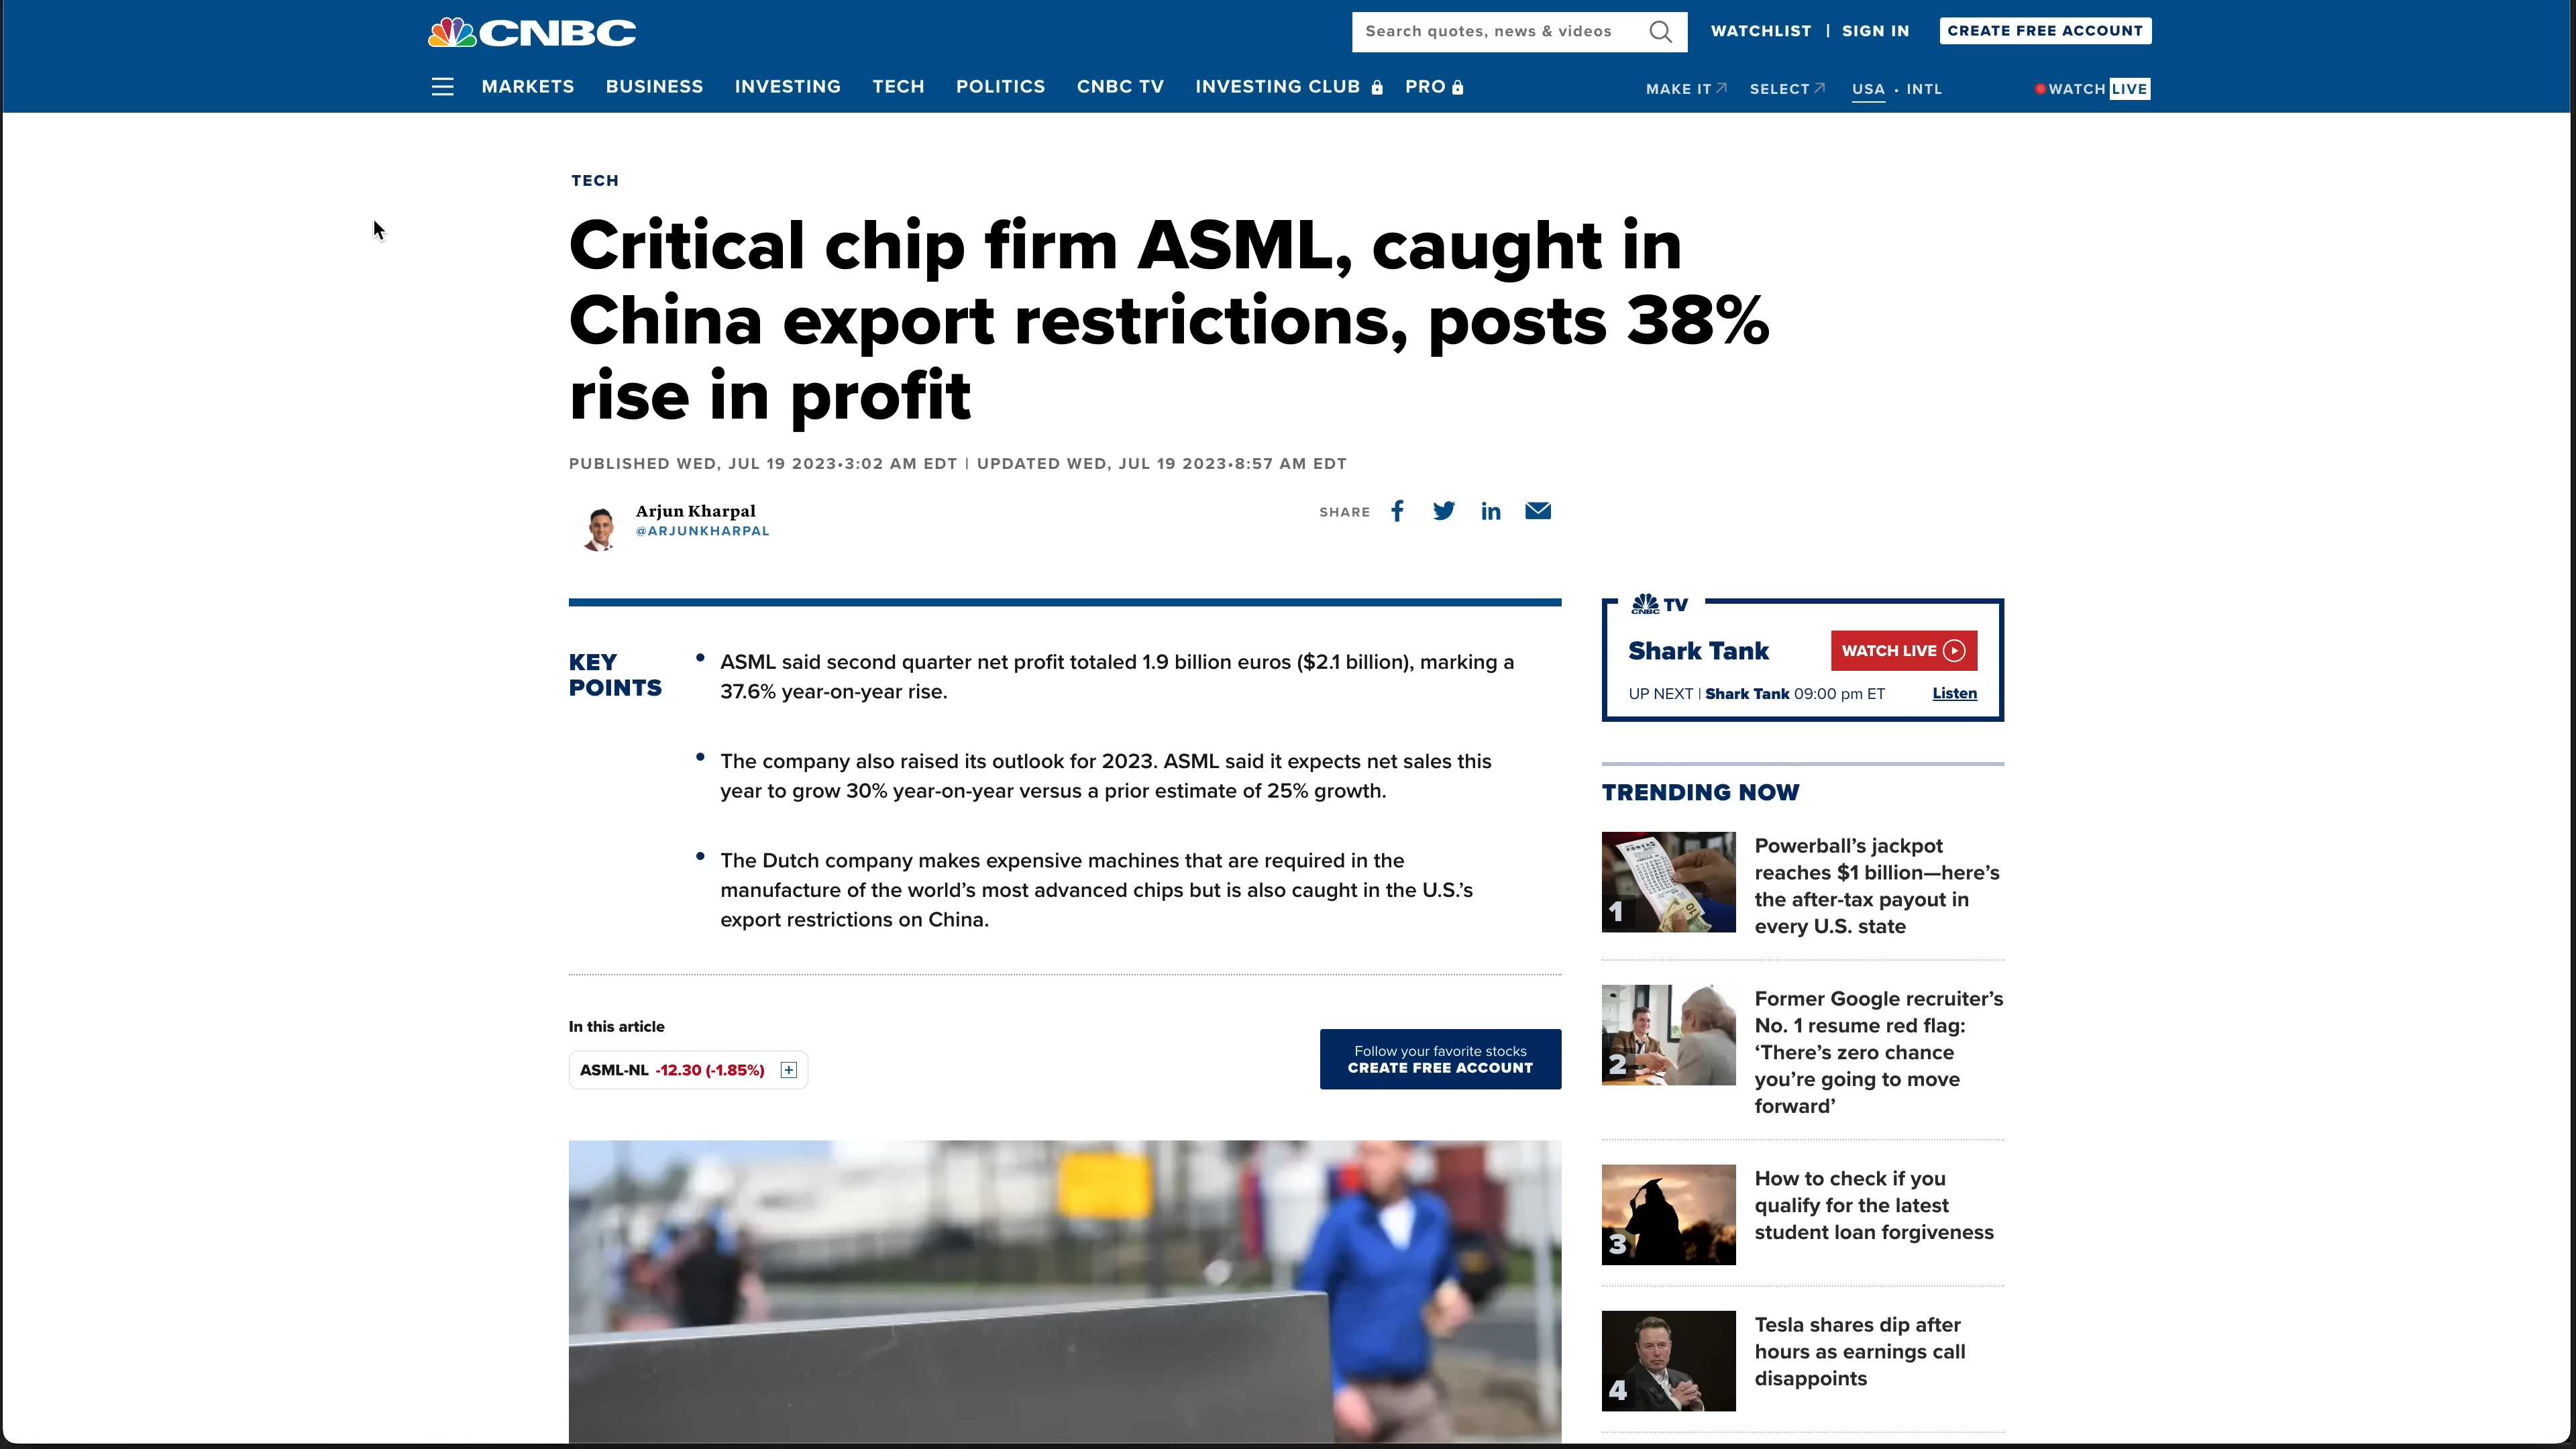 CNBC
Search quotes, news & videos
WATCHLIST | SIGN IN
CREATE FREE ACCOUNT
MARKETS BUSINESS INVESTING TECH POLITICS CNBC TV INVESTING CLUB PRO
MAKE IT SELECT USA • INTL
WATCH LIVE
TECH
Critical chip firm ASML, caught in
China export restrictions, posts 38%
rise in profit
PUBLISHED WED, JUL 19 2023•3:02 AM EDT | UPDATED WED, JUL 19 2023•8:57 AM EDT
Arjun Kharpal
@ARJUNKHARPAL
SHARE
KEY
POINTS
• ASML said second quarter net profit totaled 1.9 billion euros ($2.1 billion), marking a
37.6% year-on-year rise.
• The company also raised its outlook for 2023. ASML said it expects net sales this
year to grow 30% year-on-year versus a prior estimate of 25% growth.
• The Dutch company makes expensive machines that are required in the
manufacture of the world’s most advanced chips but is also caught in the U.S.’s
export restrictions on China.
In this article
ASML-NL -12.30 (-1.85%)
Follow your favorite stocks
CREATE FREE ACCOUNT
CNBC TV
Shark Tank
WATCH LIVE
UP NEXT | Shark Tank 09:00 pm ET
Listen
TRENDING NOW
1
Powerball’s jackpot
reaches $1 billion—here’s
the after-tax payout in
every U.S. state
2
Former Google recruiter’s
No. 1 resume red flag:
‘There’s zero chance
you’re going to move
forward’
3
How to check if you
qualify for the latest
student loan forgiveness
4
Tesla shares dip after
hours as earnings call
disappoints